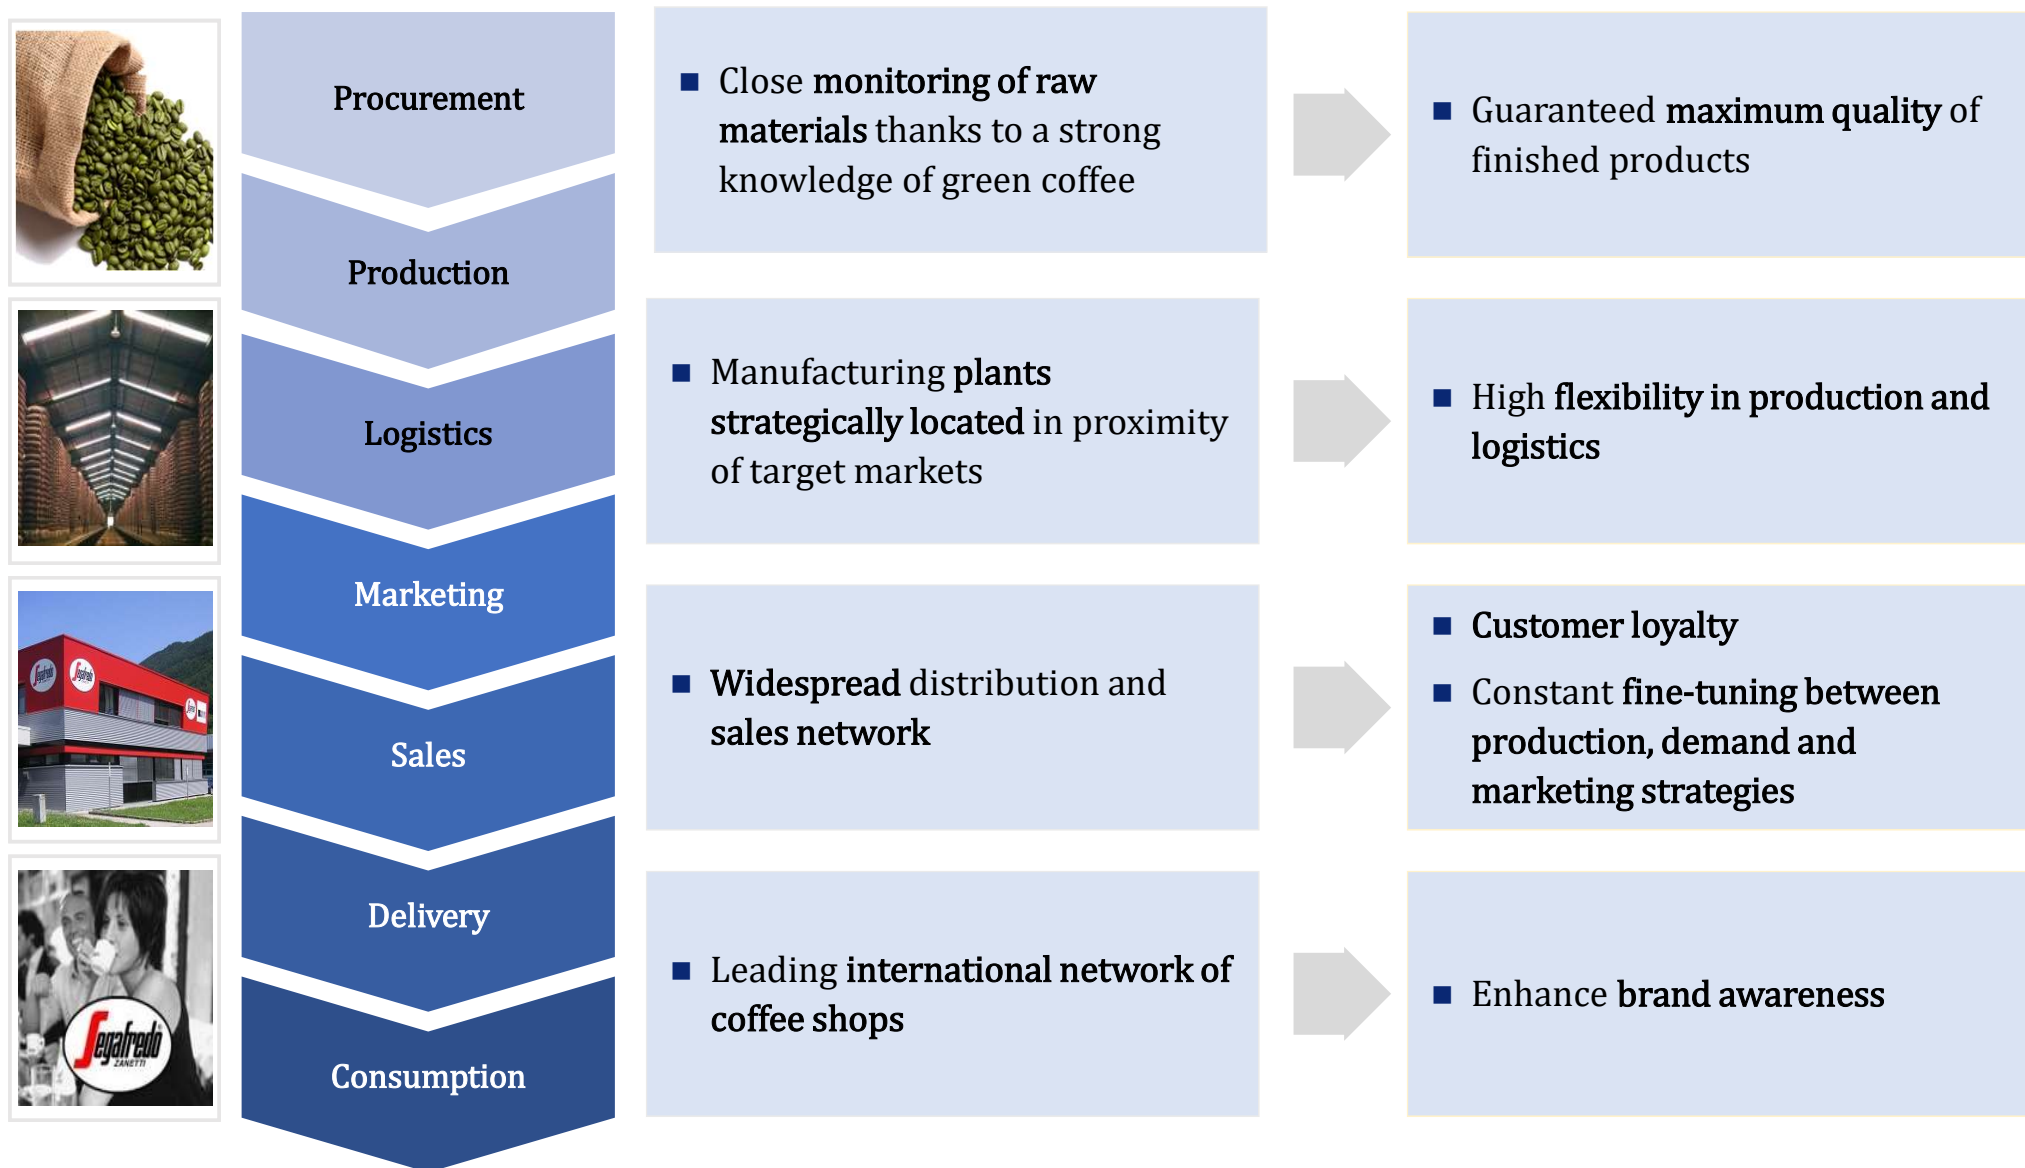 Procurement
Production
Logistics
Marketing
Sales
Delivery
Consumption
Close monitoring of raw
materials thanks to a strong
knowledge of green coffee
Guaranteed maximum quality of
finished products
Manufacturing plants
strategically located in proximity
of target markets
High flexibility in production and
logistics
Widespread distribution and
sales network
Customer loyalty
Constant fine-tuning between
production, demand and
marketing strategies
Leading international network of
coffee shops
Enhance brand awareness
Segafredo
Segafredo
Segafredo
ZANETTI